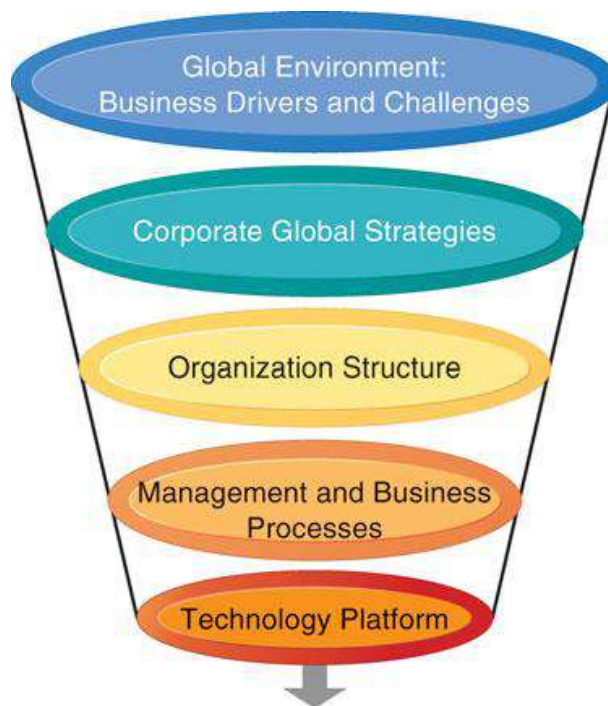 Global Environment:
Business Drivers and Challenges
Corporate Global Strategies
Organization Structure
Management and Business
Processes
Technology Platform